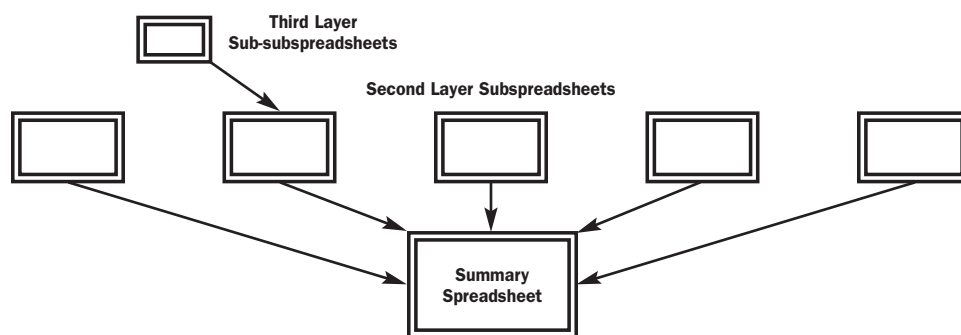 Third Layer
Sub-subspreadsheets
Second Layer Subspreadsheets
Summary
Spreadsheet